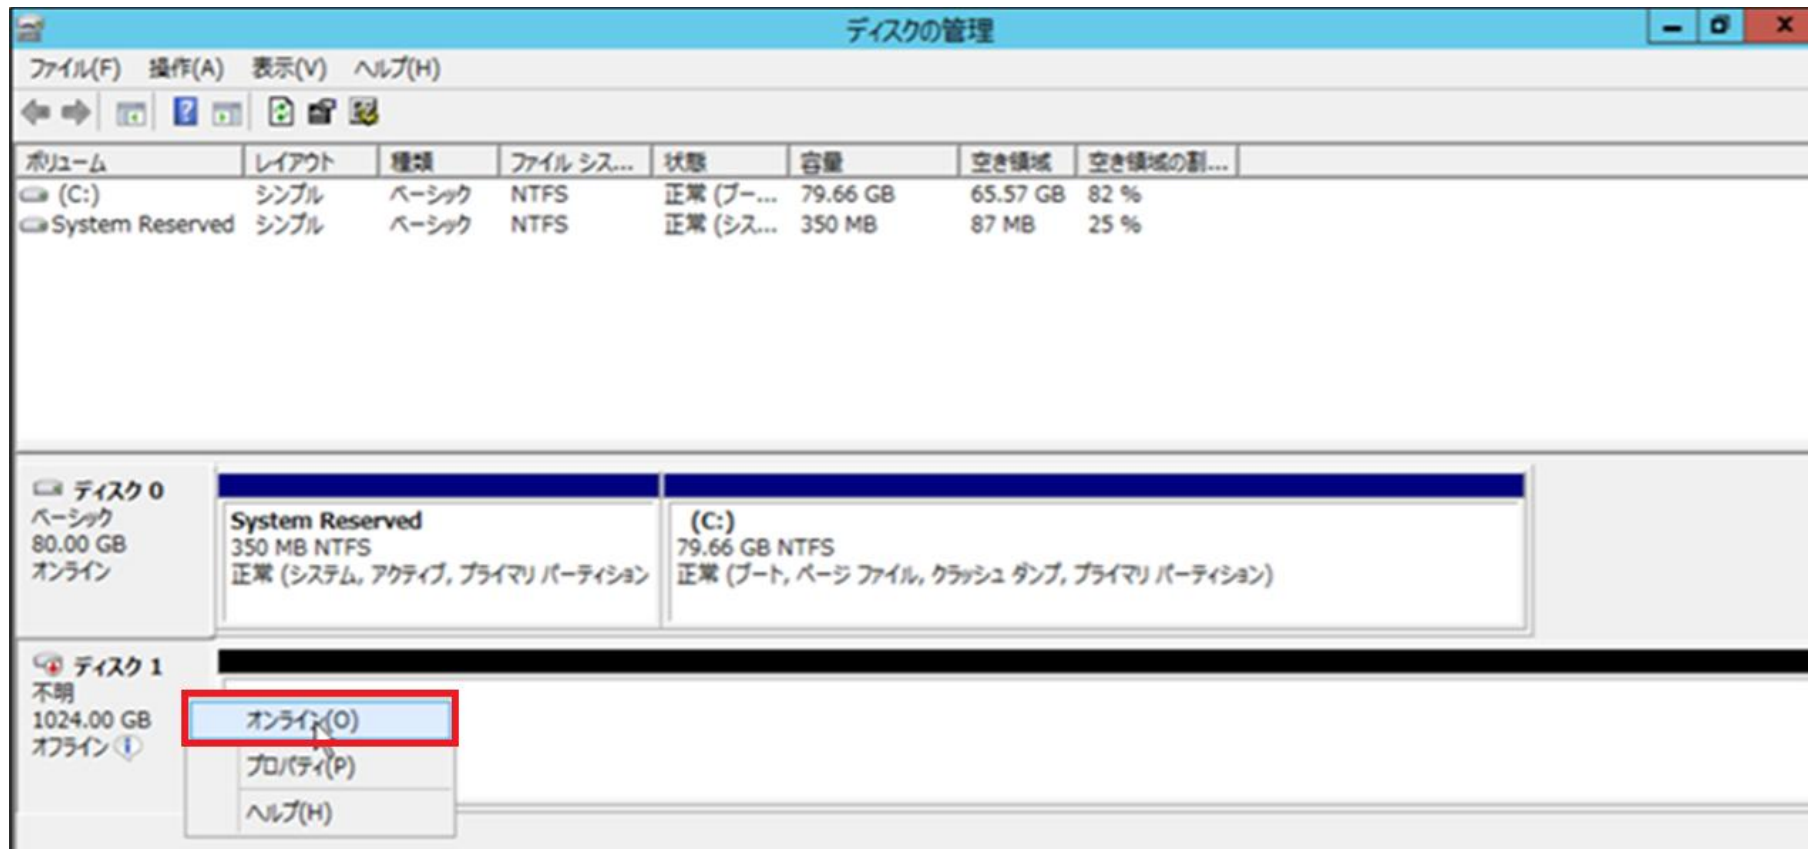 ディスクの管理
ファイル(F) 操作(A) 表示(V) ヘルプ(H)
ボリューム レイアウト 種類 ファイル シス... 状態 容量 空き領域 空き領域の割...
(C:) シンプル ベーシック NTFS 正常 (ブー... 79.66 GB 65.57 GB 82 %
System Reserved シンプル ベーシック NTFS 正常 (シス... 350 MB 87 MB 25 %
ディスク 0
ベーシック
80.00 GB
オンライン
System Reserved
350 MB NTFS
正常 (システム, アクティブ, プライマリ パーティション
(C:)
79.66 GB NTFS
正常 (ブート, ページ ファイル, クラッシュ ダンプ, プライマリ パーティション)
ディスク 1
不明
1024.00 GB
オフライン
オンライン(O)
プロパティ(P)
ヘルプ(H)